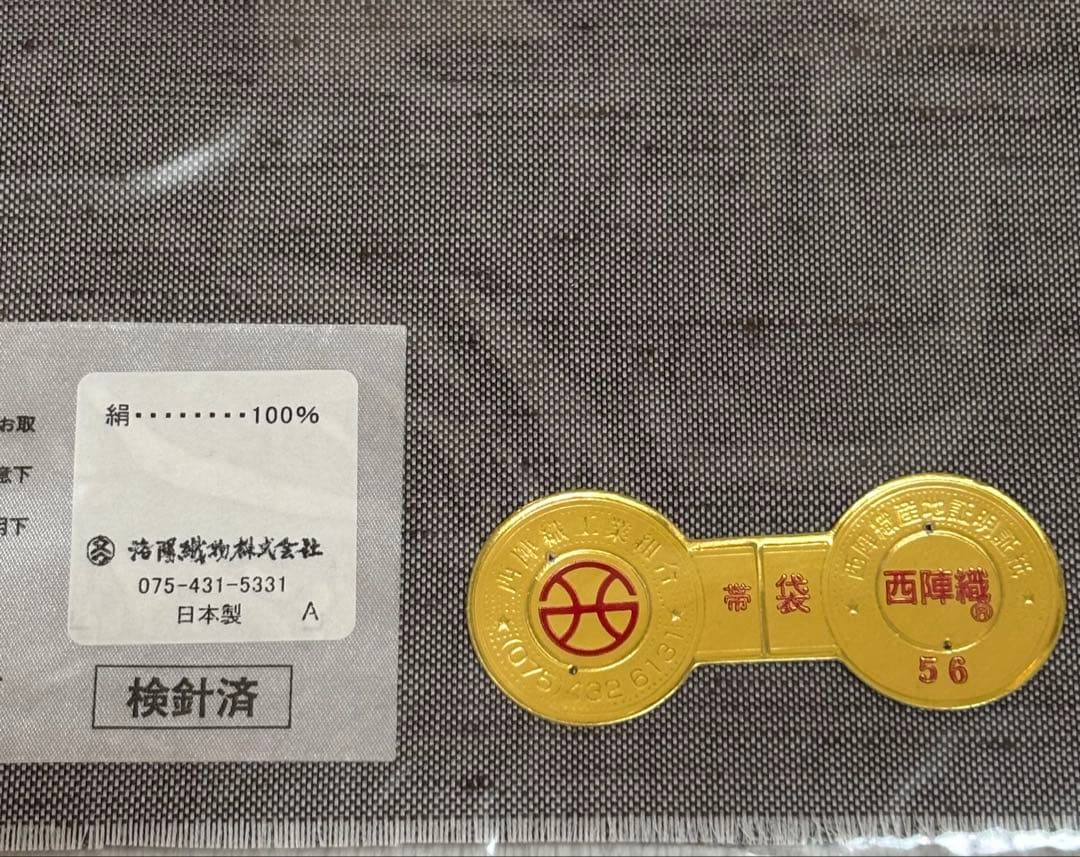 お取
意下
用下
絹………100%
洛陽織物株式会社
075-431-5331
日本製 A
検針済
西陣織工業組合
(075)432 6131
帯 袋
西陣織産地証明証紙
西陣織
56